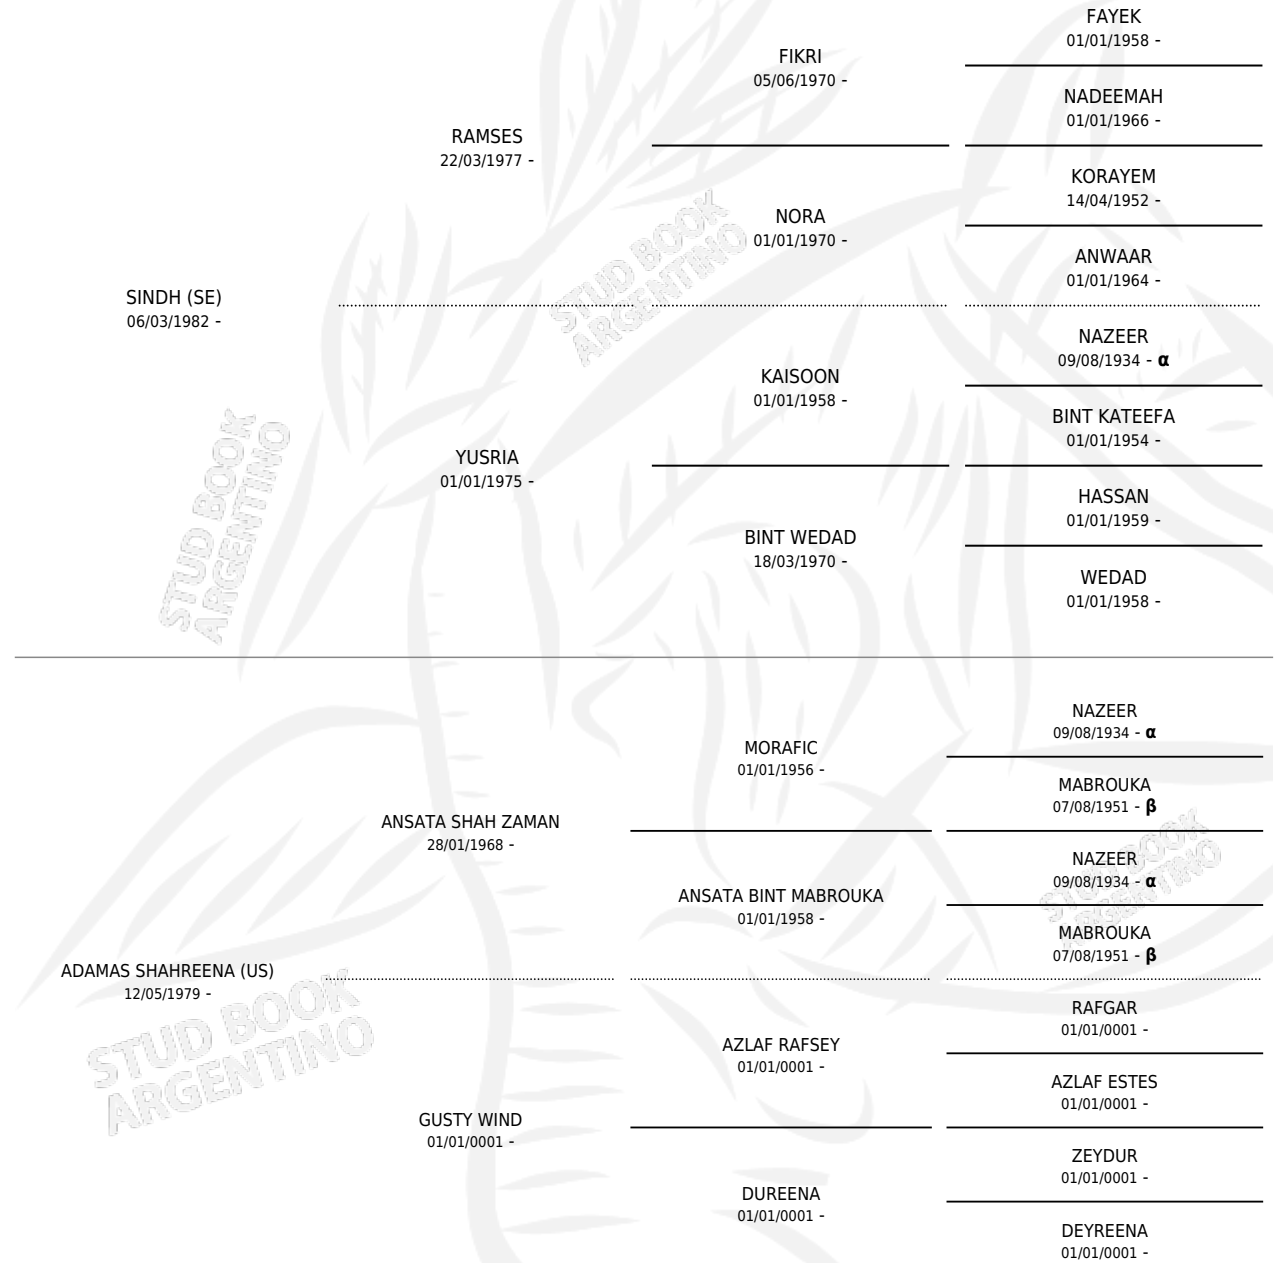 FAYEK
01/01/1958 -
FIKRI
05/06/1970 -
NADEEMAH
01/01/1966 -
RAMSES
22/03/1977 -
KORAYEM
14/04/1952 -
NORA
01/01/1970 -
ANWAAR
01/01/1964 -
SINDH (SE)
06/03/1982 -
NAZEER
09/08/1934 - α
KAISOON
01/01/1958 -
BINT KATEEFA
01/01/1954 -
YUSRIA
01/01/1975 -
HASSAN
01/01/1959 -
BINT WEDAD
18/03/1970 -
WEDAD
01/01/1958 -
NAZEER
09/08/1934 - α
MORAFIC
01/01/1956 -
MABROUKA
07/08/1951 - β
ANSATA SHAH ZAMAN
28/01/1968 -
NAZEER
09/08/1934 - α
ANSATA BINT MABROUKA
01/01/1958 -
MABROUKA
07/08/1951 - β
ADAMAS SHAHREENA (US)
12/05/1979 -
RAFGAR
01/01/0001 -
AZLAF RAFSEY
01/01/0001 -
AZLAF ESTES
01/01/0001 -
GUSTY WIND
01/01/0001 -
ZEYDUR
01/01/0001 -
DUREENA
01/01/0001 -
DEYREENA
01/01/0001 -
STUD BOOK
ARGENTINO
STUD BOOK
ARGENTINO
STUD BOOK
ARGENTINO
STUD BOOK
ARGENTINO